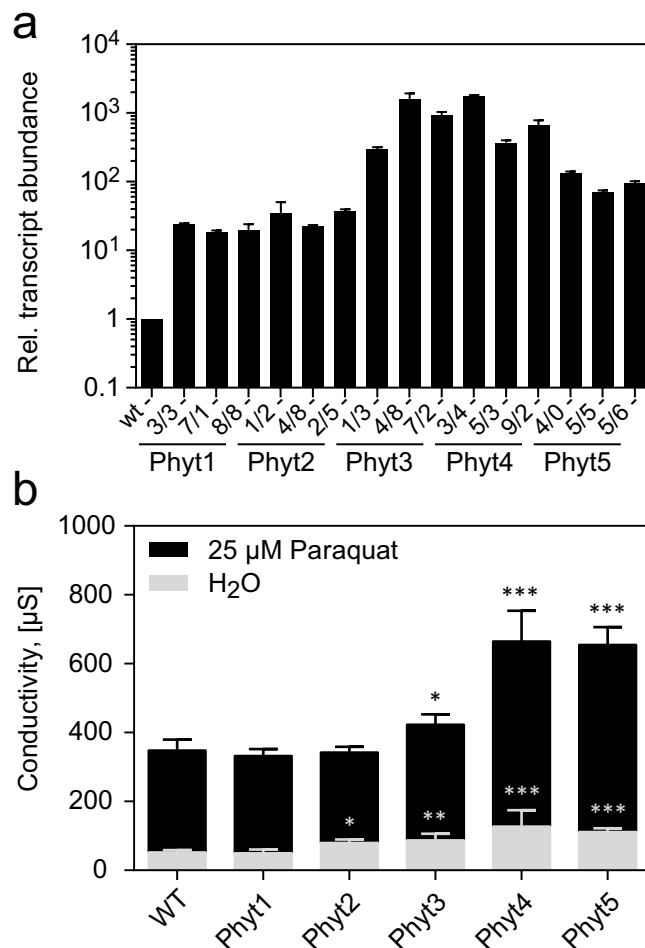 a
Rel. transcript abundance
10⁴
10³
10²
10¹
1
0.1
wt - 3/3 - 7/1 - 8/8 - 1/2 - 4/8 - 2/5 - 1/3 - 4/8 - 7/2 - 3/4 - 5/3 - 9/2 - 4/0 - 5/5 - 5/6 -
Phyt1 Phyt2 Phyt3 Phyt4 Phyt5
b
Conductivity, [µS]
1000
800
600
400
200
0
25 µM Paraquat
H₂O
*** ***
*
*** ***
* **
WT Phyt1 Phyt2 Phyt3 Phyt4 Phyt5